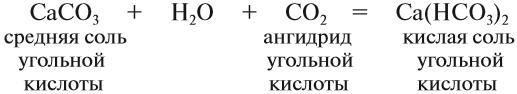 CaCO₃ + H₂O + CO₂ = Ca(HCO₃)₂
средняя соль ангидрид кислая соль
угольной угольной угольной
кислоты кислоты кислоты